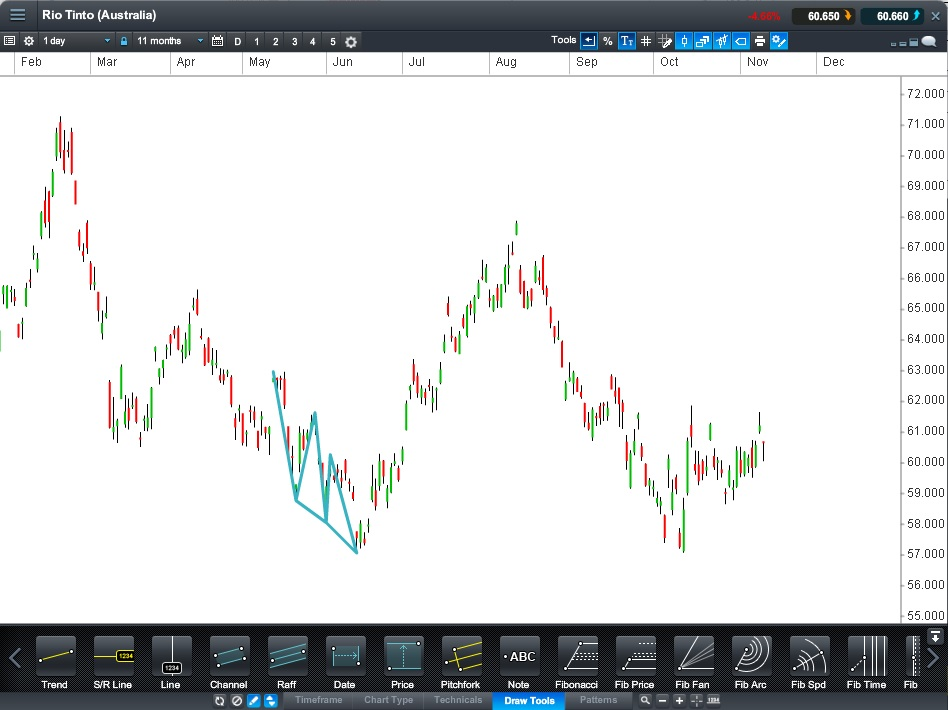 Rio Tinto (Australia)
-4.60%
60.650
60.660
1 day
11 months
D
1
2
3
4
5
Tools
%
Feb
Mar
Apr
May
Jun
Jul
Aug
Sep
Oct
Nov
Dec
72.000
71.000
70.000
69.000
68.000
67.000
66.000
65.000
64.000
63.000
62.000
61.000
60.000
59.000
58.000
57.000
56.000
55.000
1234
1234
ABC
Trend
S/R Line
Line
Channel
Raff
Date
Price
Pitchfork
Note
Fibonacci
Fib Price
Fib Fan
Fib Arc
Fib Spd
Fib Time
Fib
Timeframe
Chart Type
Technicals
Draw Tools
Patterns